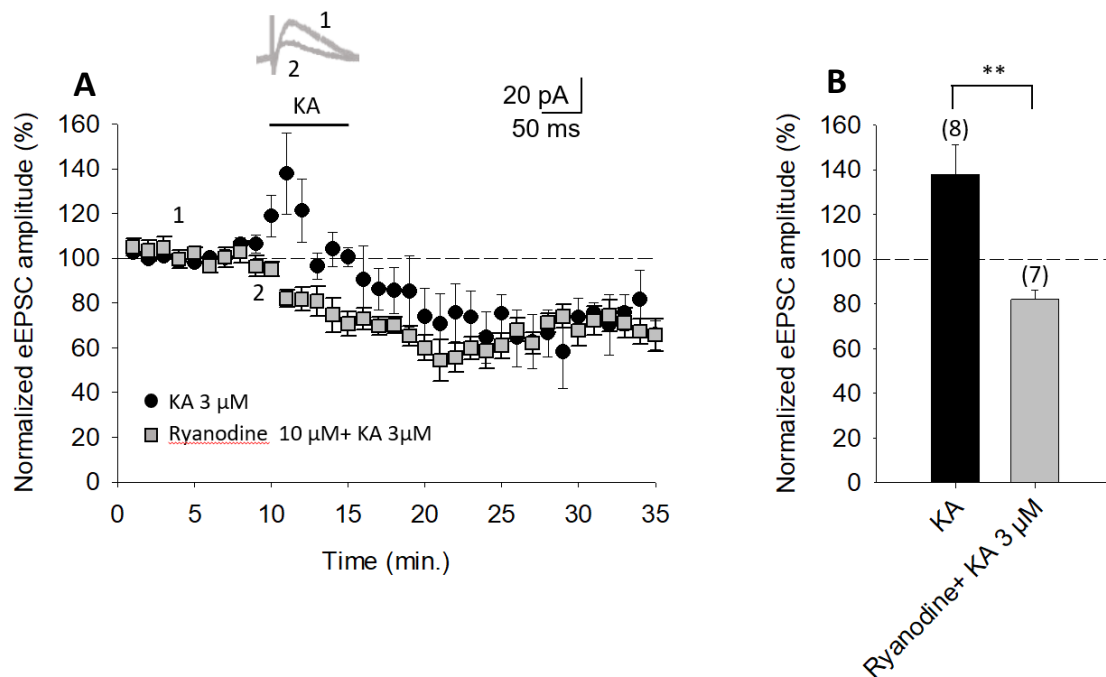 1
2
A
KA
20 pA
50 ms
Normalized eEPSC amplitude (%)
160
140
120
100
80
60
40
20
0
1
2
KA 3 µM
Ryanodine 10 µM+ KA 3µM
0 5 10 15 20 25 30 35
Time (min.)
B
**
Normalized eEPSC amplitude (%)
160
140
120
100
80
60
40
20
0
(8)
(7)
KA
Ryanodine+ KA 3 µM